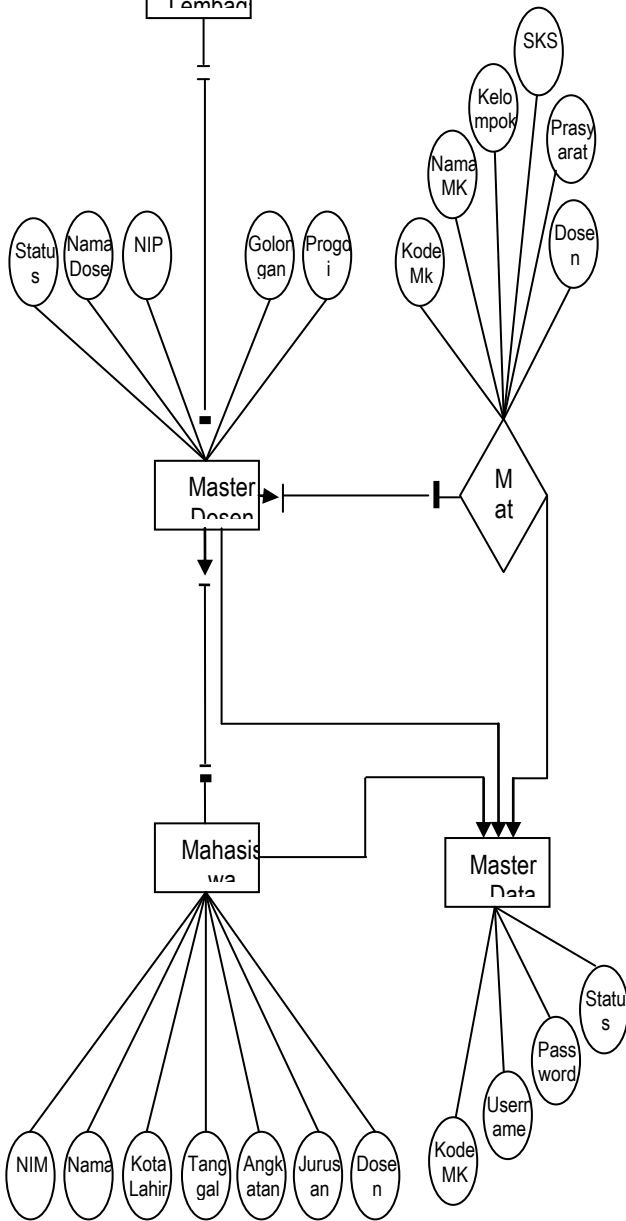 Lembag
SKS
Kelo
mpok
Prasy
arat
Nama
MK
Dose
n
Kode
Mk
Statu
s
Nama
Dose
NIP
Golon
gan
Progd
i
Master
Dosen
M
at
Mahasis
wa
Master
Data
Statu
s
Pass
word
Usern
ame
Kode
MK
NIM
Nama
Kota
Lahir
Tang
gal
Angk
atan
Jurus
an
Dose
n